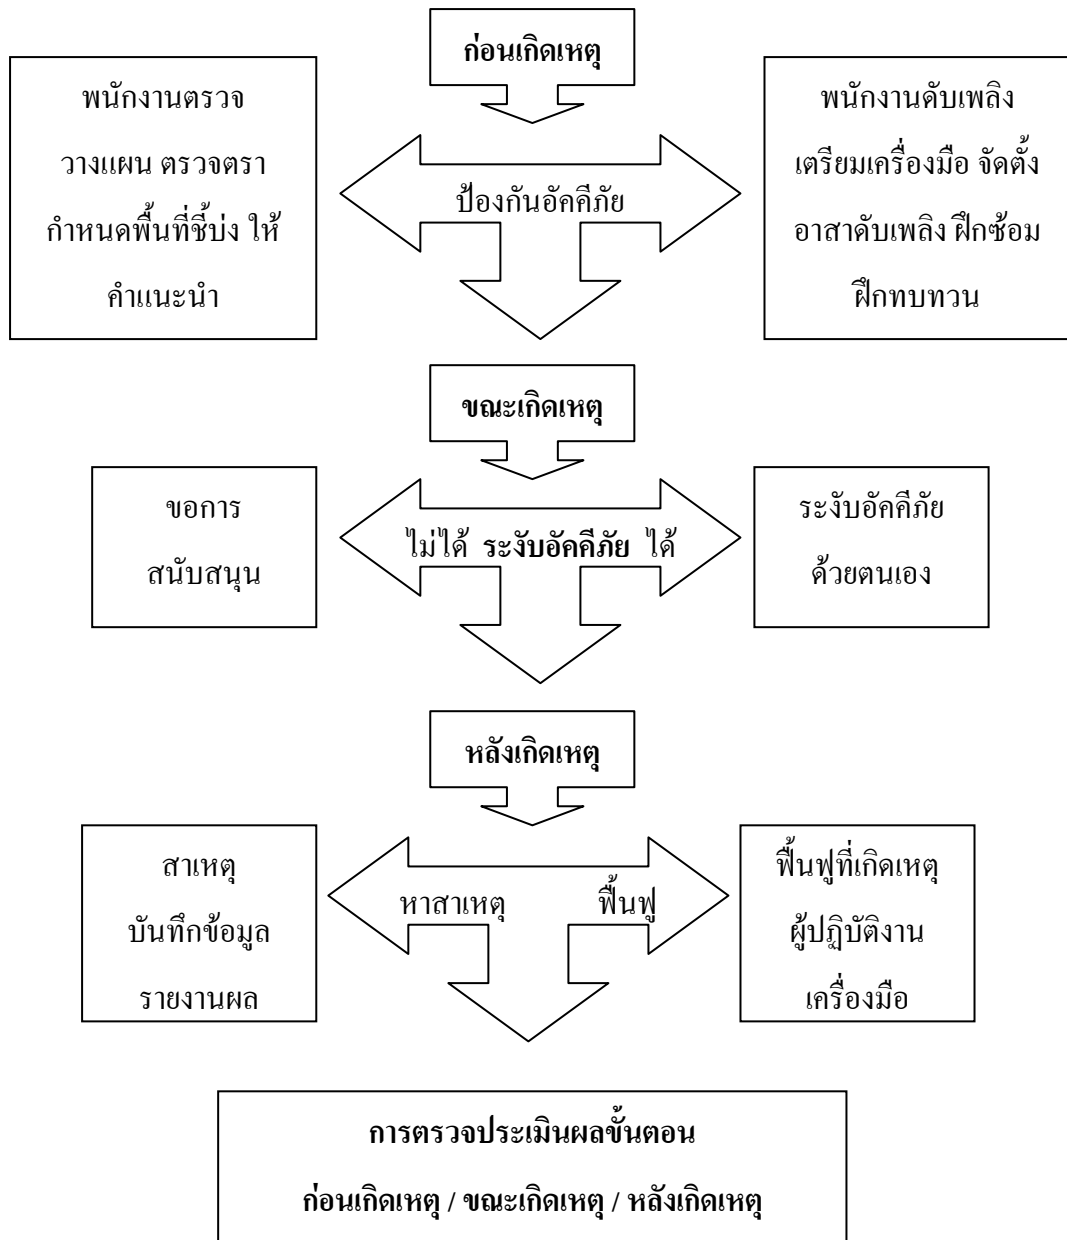 ก่อนเกิดเหตุ
พนักงานตรวจ
วางแผน ตรวจตรา
กำหนดพื้นที่ชี้บ่ง ให้
คำแนะนำ
ป้องกันอัคคีภัย
พนักงานดับเพลิง
เตรียมเครื่องมือ จัดตั้ง
อาสาดับเพลิง ฝึกซ้อม
ฝึกทบทวน
ขณะเกิดเหตุ
ขอการ
สนับสนุน
ไม่ได้ ระงับอัคคีภัย ได้
ระงับอัคคีภัย
ด้วยตนเอง
หลังเกิดเหตุ
สาเหตุ
บันทึกข้อมูล
รายงานผล
หาสาเหตุ ฟื้นฟู
ฟื้นฟูที่เกิดเหตุ
ผู้ปฏิบัติงาน
เครื่องมือ
การตรวจประเมินผลขั้นตอน
ก่อนเกิดเหตุ / ขณะเกิดเหตุ / หลังเกิดเหตุ